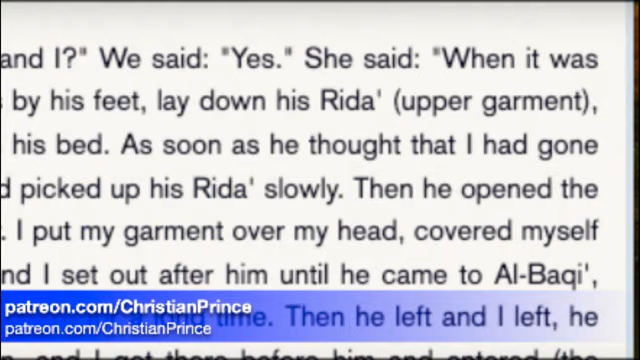 and I?" We said: "Yes." She said: "When it was
by his feet, lay down his Rida' (upper garment),
his bed. As soon as he thought that I had gone
picked up his Rida' slowly. Then he opened the
. I put my garment over my head, covered myself
nd I set out after him until he came to Al-Baqi',
time. Then he left and I left, he
patreon.com/ChristianPrince
patreon.com/ChristianPrince